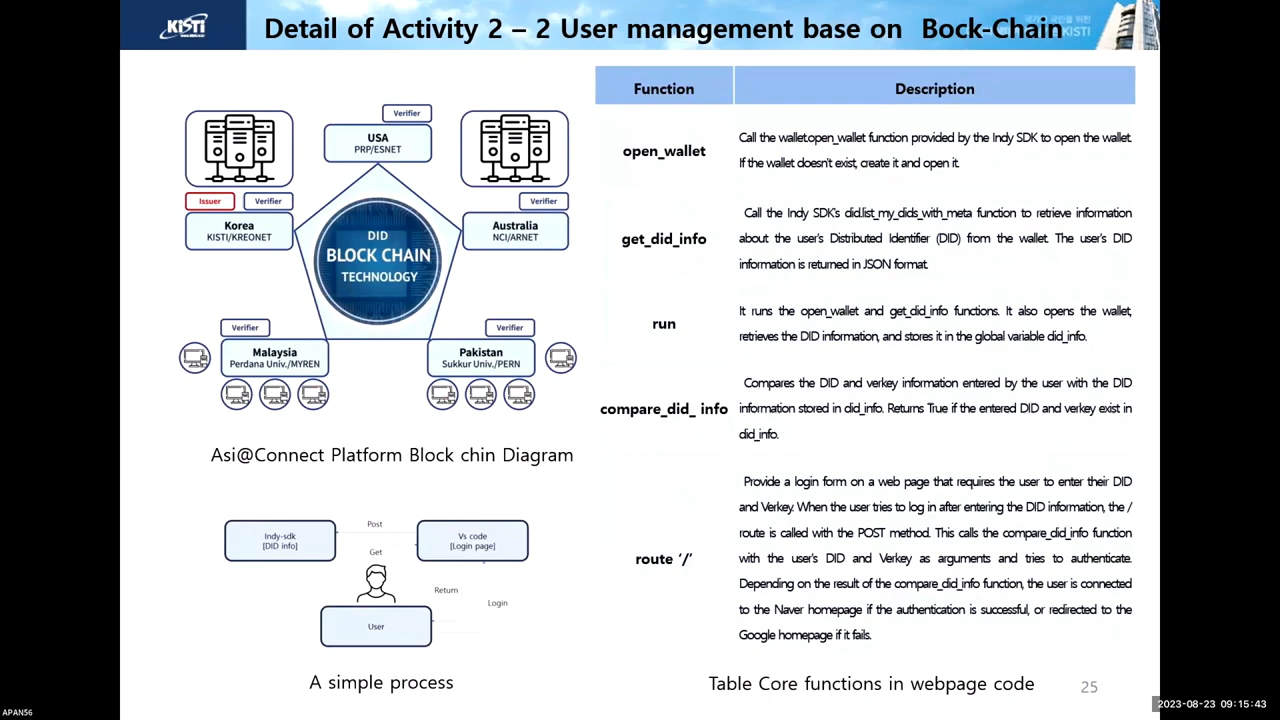 KiSTi
www.kisti.re.kr
Detail of Activity 2 – 2 User management base on Bock-Chain
국가와 국민을 위한
KISTI
Verifier
USA
PRP/ESNET
Issuer
Verifier
Verifier
Korea
KISTI/KREONET
Australia
NCI/ARNET
DID
BLOCK CHAIN
TECHNOLOGY
Verifier
Verifier
Malaysia
Perdana Univ./MYREN
Pakistan
Sukkur Univ./PERN
Asi@Connect Platform Block chin Diagram
Post
Indy-sdk
[DID info]
Vs code
[Login page]
Get
Return
Login
User
A simple process
Function
Description
open_wallet
Call the wallet.open_wallet function provided by the Indy SDK to open the wallet.
If the wallet doesn't exist, create it and open it.
get_did_info
Call the Indy SDK's did.list_my_dids_with_meta function to retrieve information
about the user's Distributed Identifier (DID) from the wallet. The user's DID
information is returned in JSON format.
run
It runs the open_wallet and get_did_info functions. It also opens the wallet,
retrieves the DID information, and stores it in the global variable did_info.
compare_did_ info
Compares the DID and verkey information entered by the user with the DID
information stored in did_info. Returns True if the entered DID and verkey exist in
did_info.
route ‘/’
Provide a login form on a web page that requires the user to enter their DID
and Verkey. When the user tries to log in after entering the DID information, the /
route is called with the POST method. This calls the compare_did_info function
with the user's DID and Verkey as arguments and tries to authenticate.
Depending on the result of the compare_did_info function, the user is connected
to the Naver homepage if the authentication is successful, or redirected to the
Google homepage if it fails.
Table Core functions in webpage code
25
2023-08-23 09:15:43
APAN56